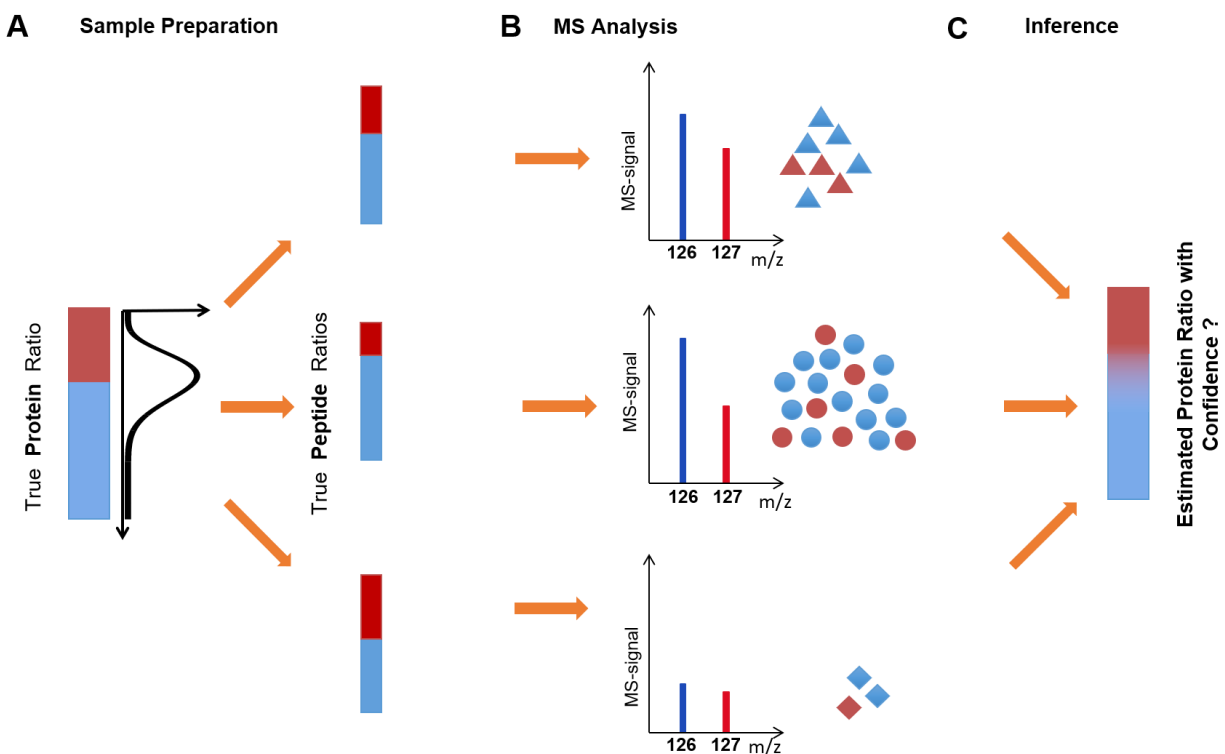 A
Sample Preparation
B
MS Analysis
C
Inference
True Protein Ratio
True Peptide Ratios
MS-signal
126
127
m/z
MS-signal
126
127
m/z
MS-signal
126
127
m/z
Estimated Protein Ratio with
Confidence ?